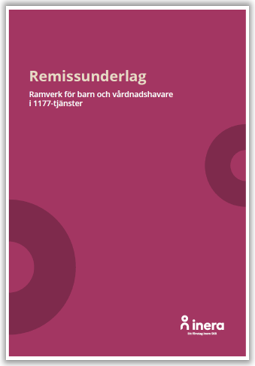 Remissunderlag
Ramverk för barn och vårdnadshavare
i 1177-tjänster
inera